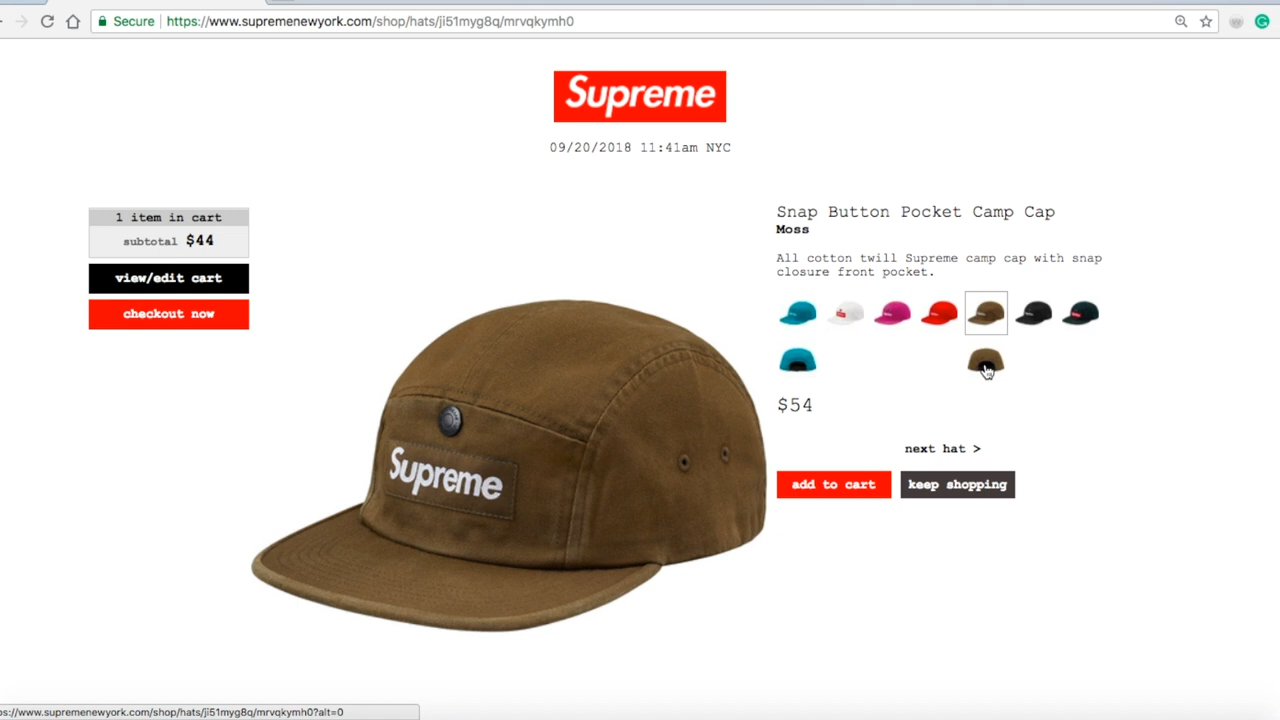 Secure
https://www.supremenewyork.com/shop/hats/ji51myg8q/mrvqkymh0
Supreme
09/20/2018 11:41am NYC
1 item in cart
subtotal $44
view/edit cart
checkout now
Snap Button Pocket Camp Cap
Moss
All cotton twill Supreme camp cap with snap
closure front pocket.
$54
next hat >
add to cart
keep shopping
Supreme
ps://www.supremenewyork.com/shop/hats/ji51myg8q/mrvqkymh0?alt=0